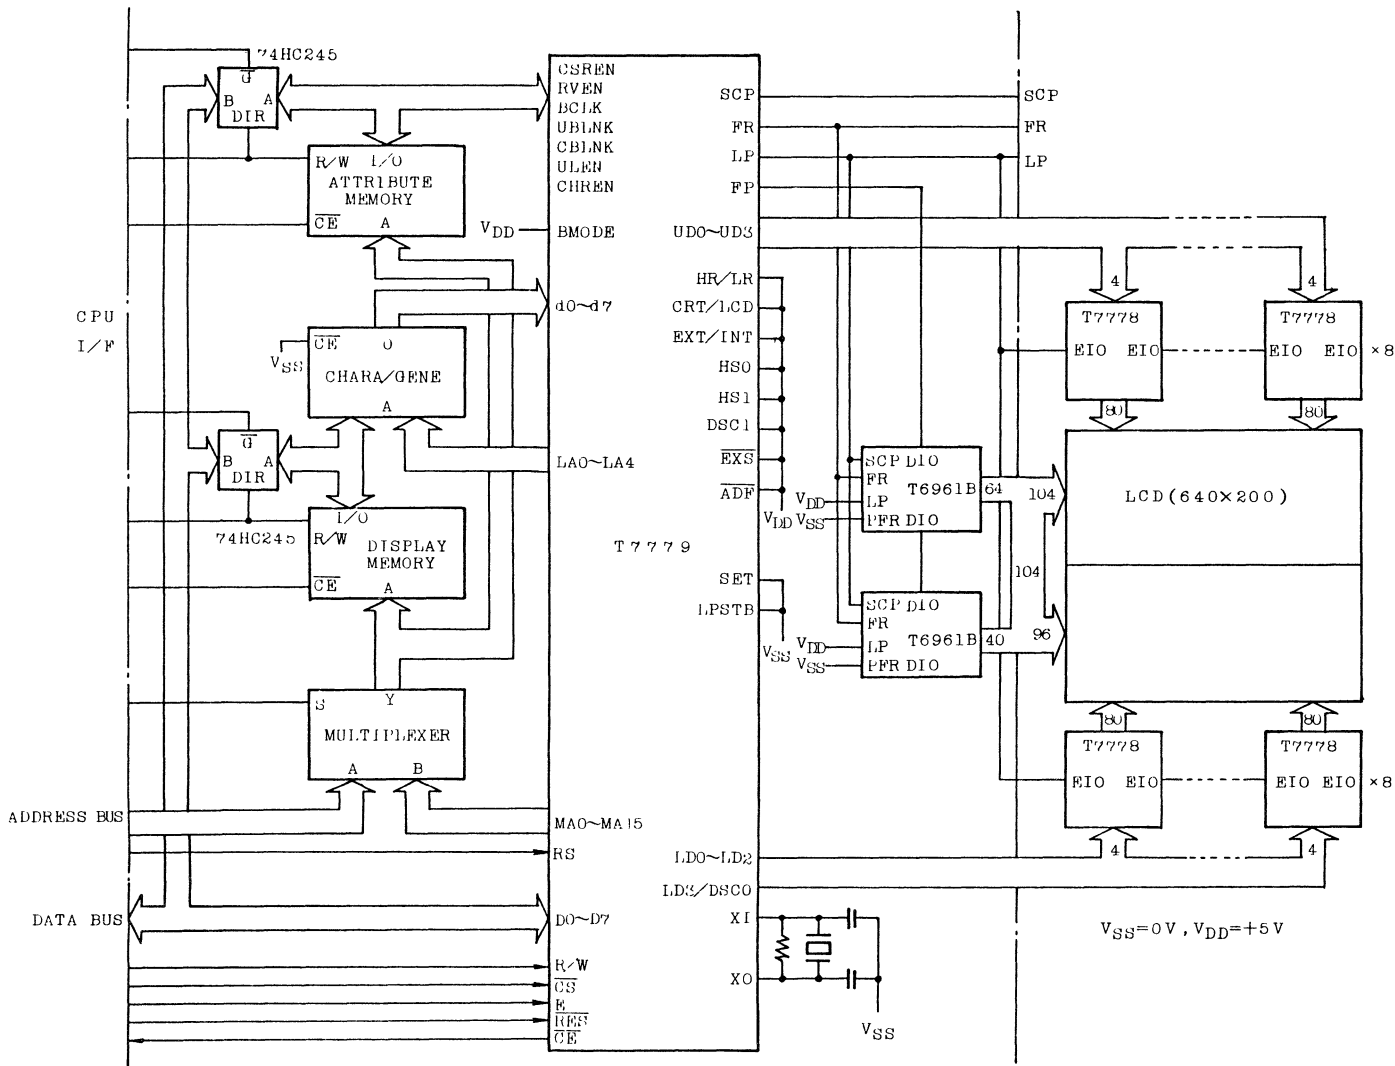 74HC245
G
B A
DIR
R/W I/O
ATTRIBUTE
MEMORY
CE A
CPU
I/F
VSS
CE O
CHARA/GENE
A
G
B A
DIR
74HC245
I/O
R/W
DISPLAY
MEMORY
CE A
S Y
MULTIPLEXER
A B
ADDRESS BUS
DATA BUS
CSREN
RVEN
BCLK
UBLNK
CBLNK
ULEN
CHREN
VDD BMODE
d0~d7
LA0~LA4
T7779
MA0~MA15
RS
D0~D7
R/W
CS
E
RES
CE
SCP
FR
LP
FP
UD0~UD3
HR/LR
CRT/LCD
EXT/INT
HS0
HS1
DSC1
EXS
ADF
VDD
SET
LPSTB
VSS
LD0~LD2
LD3/DSC0
XI
XO
VSS
SCP DIO
FR
T6961B 64
VDD LP
VSS PFR DIO
SCP DIO
FR
T6961B 40
VDD LP
VSS PFR DIO
SCP
FR
LP
4 4
T7778 T7778
EIO EIO EIO EIO ×8
80 80
104
LCD(640×200)
104
96
80 80
T7778 T7778
EIO EIO EIO EIO ×8
4 4
VSS=0V,VDD=+5V